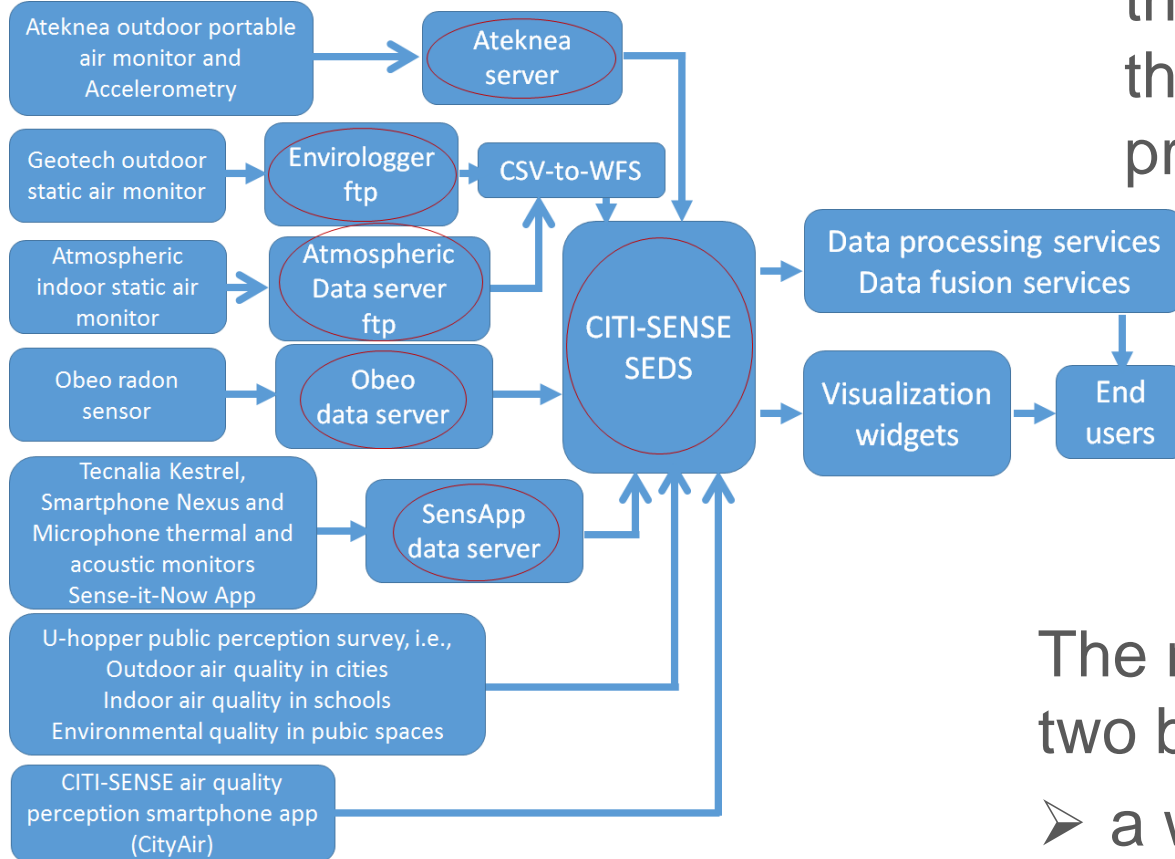 Ateknea outdoor portable
air monitor and
Accelerometry
Ateknea
server
Geotech outdoor
static air monitor
Envirologger
ftp
CSV-to-WFS
Atmospheric
indoor static air
monitor
Atmospheric
Data server
ftp
Obeo radon
sensor
Obeo
data server
Tecnalia Kestrel,
Smartphone Nexus and
Microphone thermal and
acoustic monitors
Sense-it-Now App
SensApp
data server
U-hopper public perception survey, i.e.,
Outdoor air quality in cities
Indoor air quality in schools
Environmental quality in pubic spaces
CITI-SENSE air quality
perception smartphone app
(CityAir)
CITI-SENSE
SEDS
Data processing services
Data fusion services
Visualization
widgets
End
users
th
pr
The
two b
➢ a w